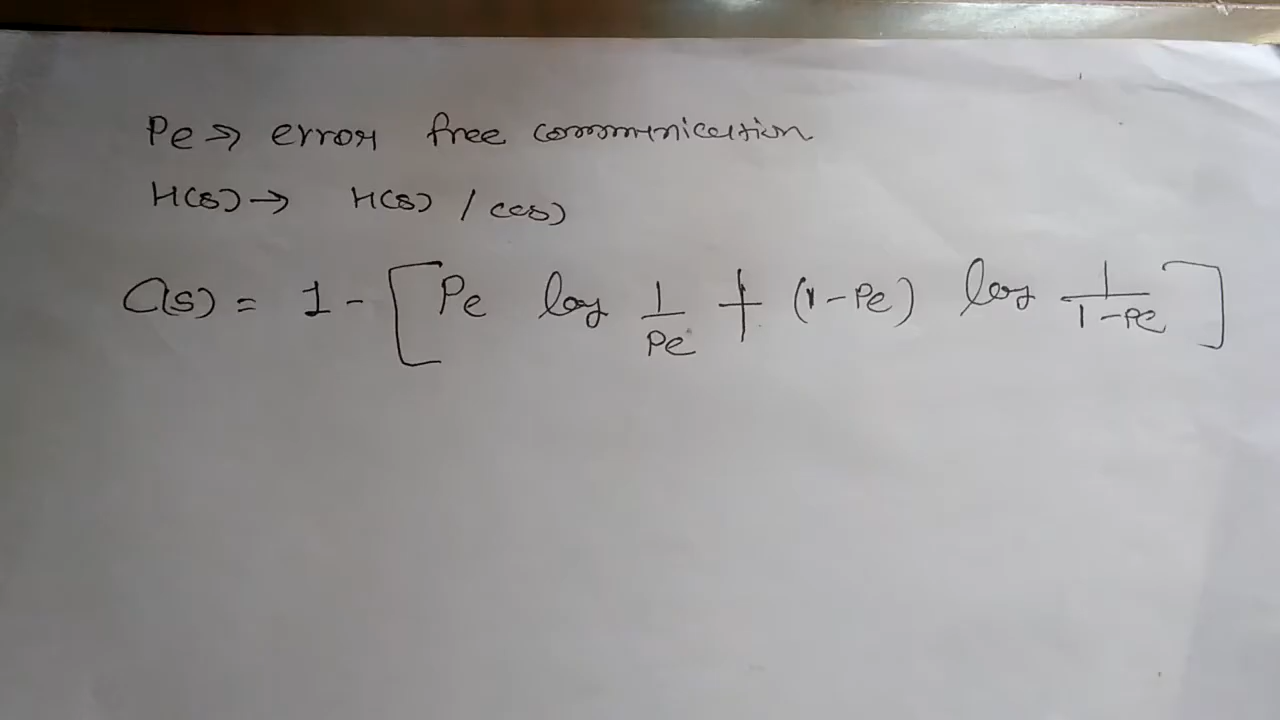 Pe ⇒ error free communication
H(s) → H(s) / C(s)
C(s) = 1 - [ Pe log 1/Pe + (1-Pe) log 1/1-Pe ]